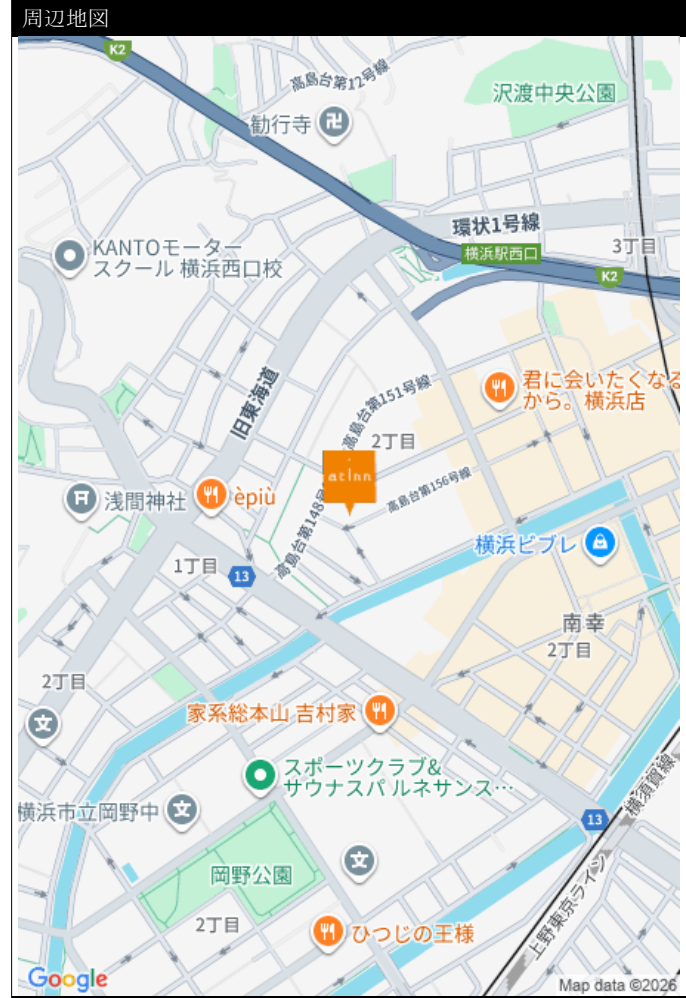 周辺地図
K2
高島台第12号線
沢渡中央公園
勧行寺
環状1号線
横浜駅西口
3丁目
KANTOモーター
スクール 横浜西口校
K2
旧東海道
高島台第151号線
君に会いたくなる
から。横浜店
2丁目
at Inn
浅間神社
èpiù
高島台第148号
高島台第156号線
横浜ビブレ
1丁目
13
南幸
2丁目
2丁目
家系総本山 吉村家
スポーツクラブ&
サウナスパ ルネサンス…
横浜市立岡野中
13
横須賀線
岡野公園
上野東京ライン
2丁目
ひつじの王様
Google
Map data ©2026